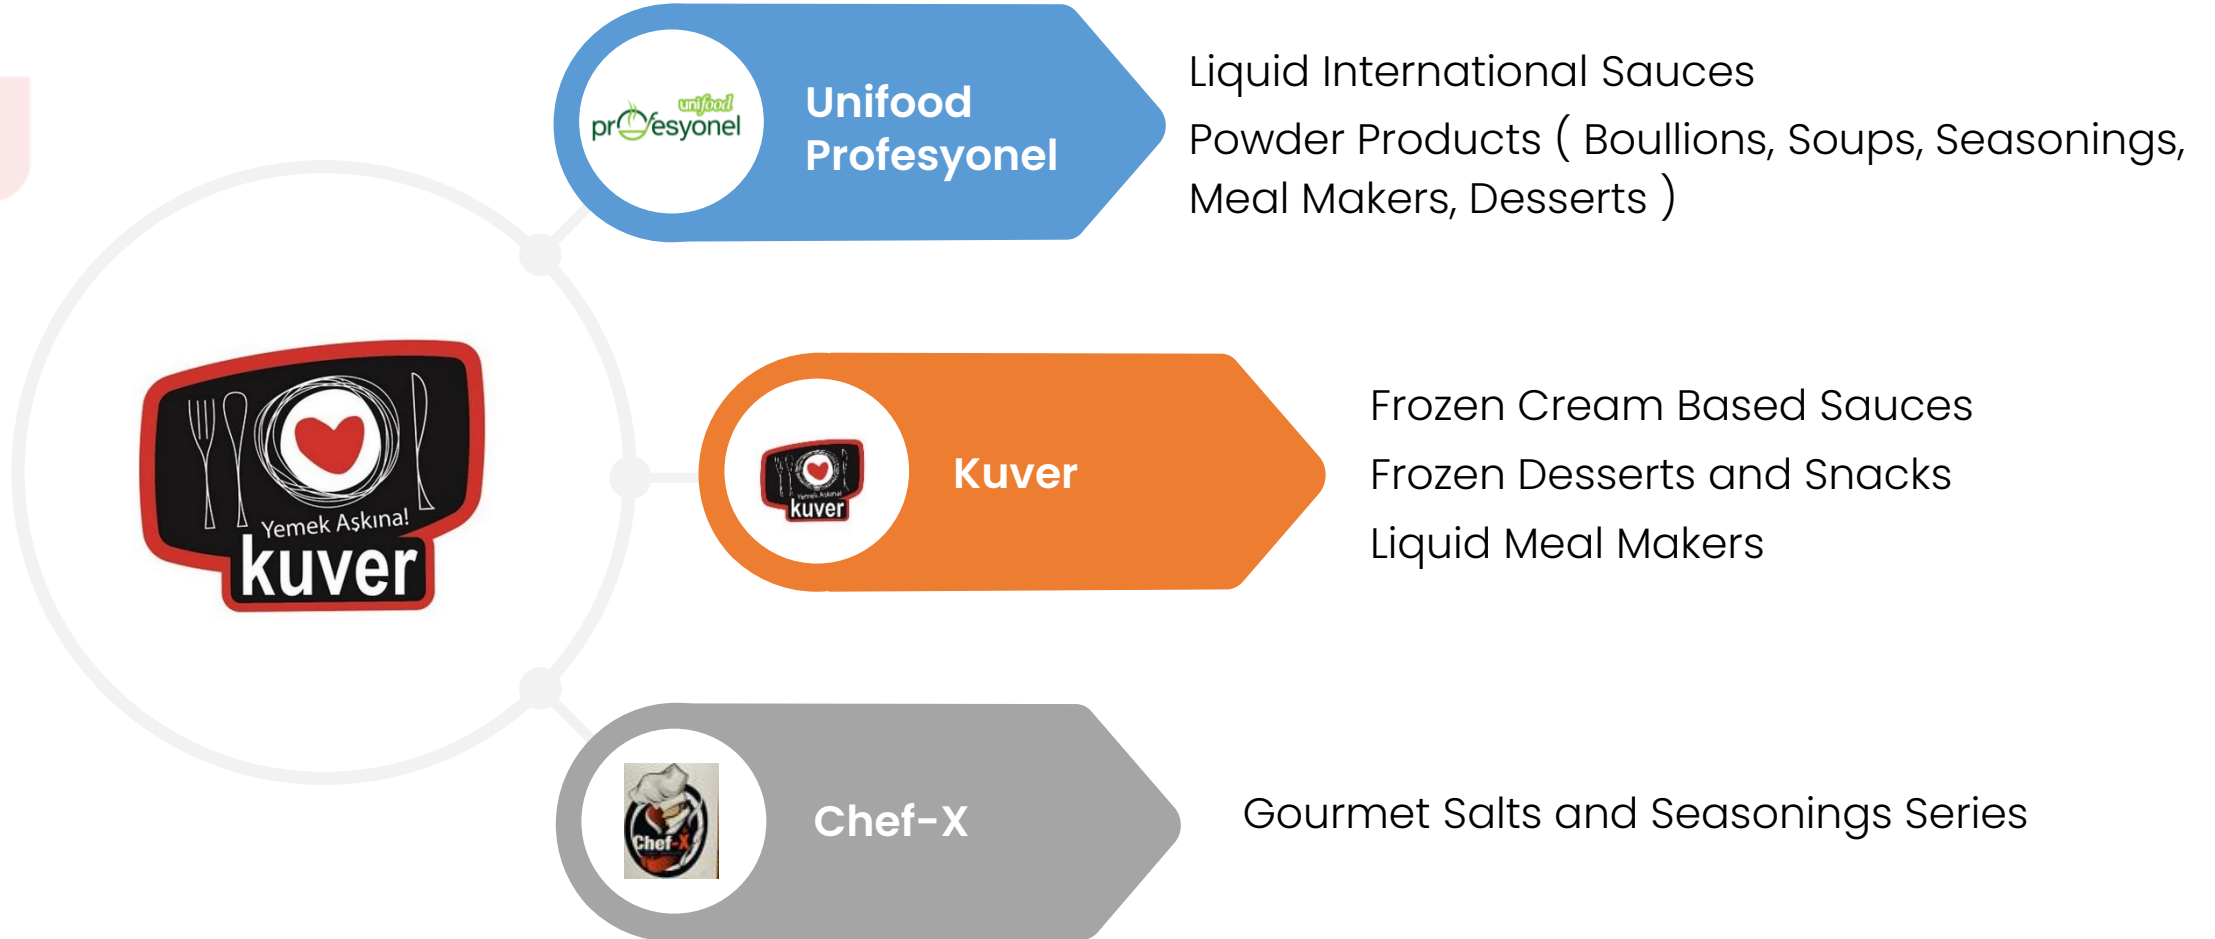 unifood
profesyonel
Unifood
Profesyonel
Liquid International Sauces
Powder Products ( Boullions, Soups, Seasonings,
Meal Makers, Desserts )
Yemek Aşkına!
kuver
Yemek Aşkına!
kuver
Kuver
Frozen Cream Based Sauces
Frozen Desserts and Snacks
Liquid Meal Makers
Chef-X
Chef-X
Gourmet Salts and Seasonings Series